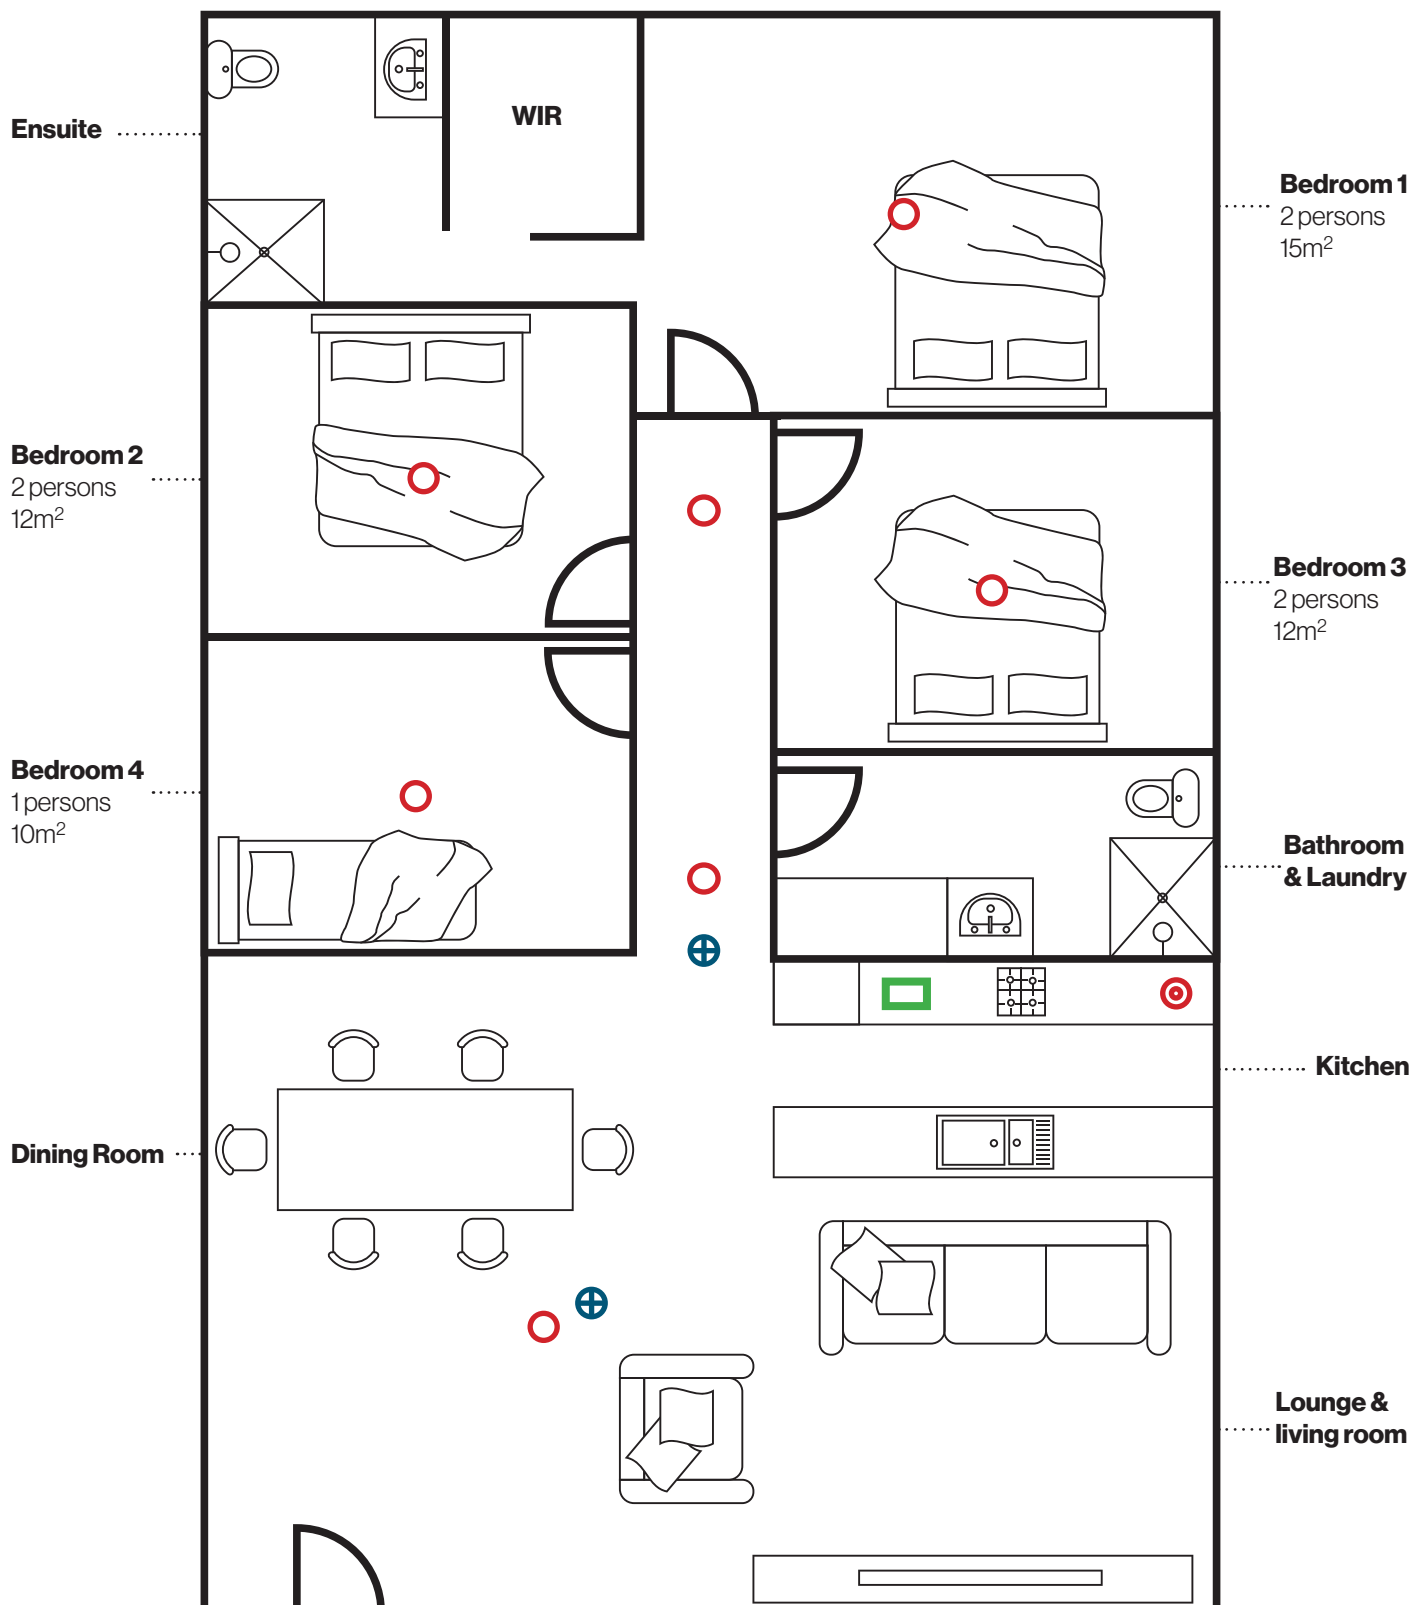 Ensuite
WIR
Bedroom 1
2 persons
15m²
Bedroom 2
2 persons
12m²
Bedroom 3
2 persons
12m²
Bedroom 4
1 persons
10m²
Bathroom
& Laundry
Kitchen
Dining Room
Lounge &
living room